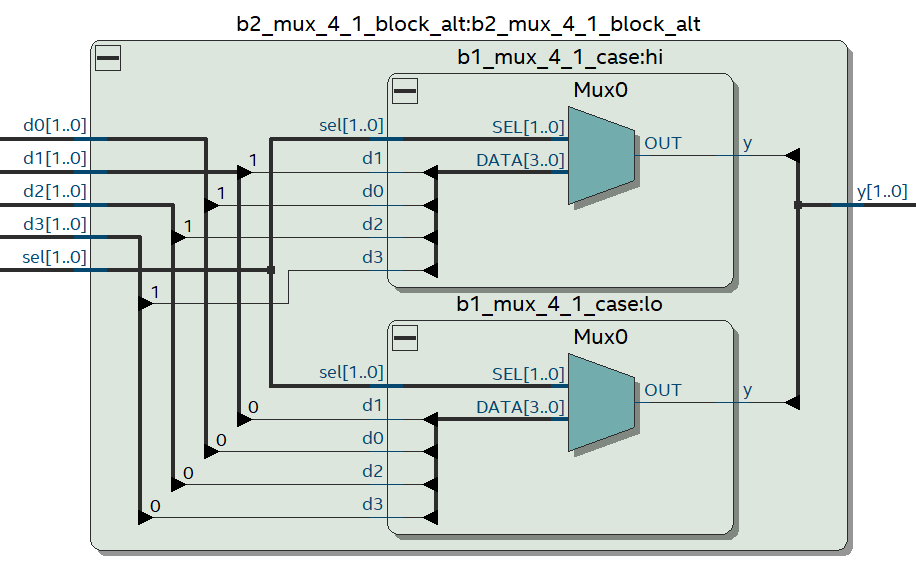 b2_mux_4_1_block_alt:b2_mux_4_1_block_alt
b1_mux_4_1_case:hi
Mux0
d0[1..0]
d1[1..0]
d2[1..0]
d3[1..0]
sel[1..0]
1
1
1
1
sel[1..0]
d1
d0
d2
d3
SEL[1..0]
DATA[3..0]
OUT
y
y[1..0]
b1_mux_4_1_case:lo
Mux0
0
0
0
0
sel[1..0]
d1
d0
d2
d3
SEL[1..0]
DATA[3..0]
OUT
y